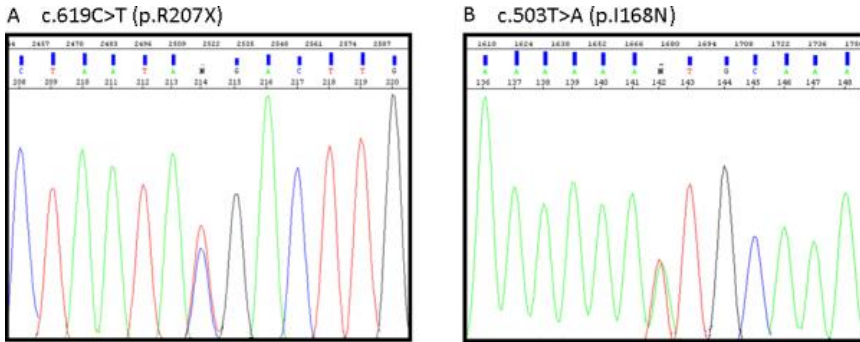 A c.619C>T (p.R207X)
2457 2470 2483 2496 2509 2522 2535 2548 2561 2574 2587
C T A A T A M G A C T T G
208 209 210 211 212 213 214 215 216 217 218 219 220
B c.503T>A (p.I168N)
1610 1624 1638 1652 1666 1680 1694 1708 1722 1736
A A A A A A T G C A A A
136 137 138 139 140 141 142 143 144 145 146 147 148